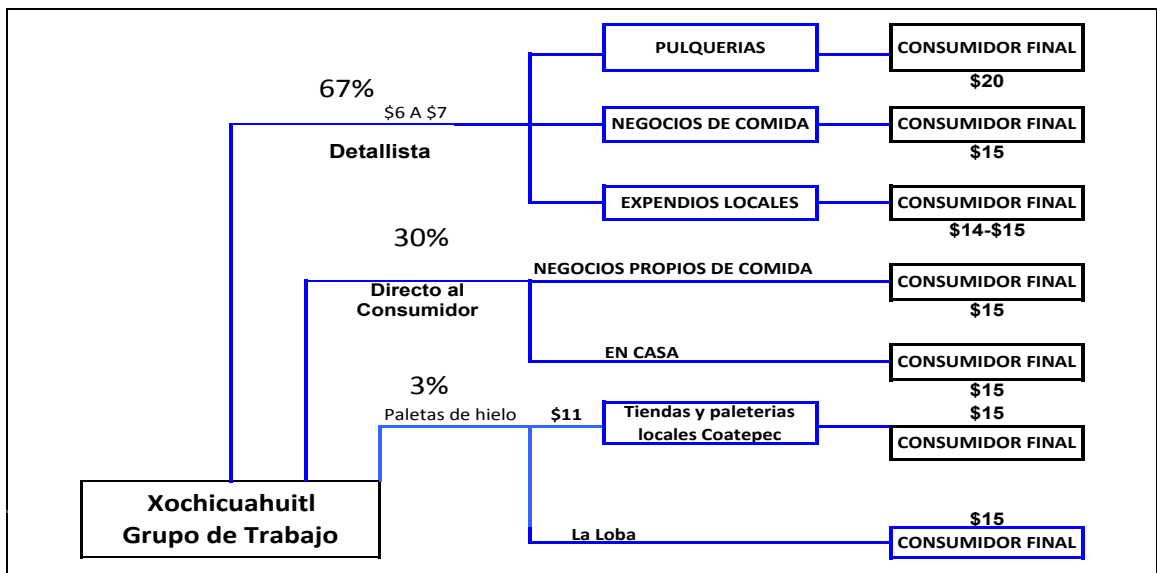 PULQUERIAS
CONSUMIDOR FINAL
$20
67%
$6 A $7
Detallista
NEGOCIOS DE COMIDA
CONSUMIDOR FINAL
$15
EXPENDIOS LOCALES
CONSUMIDOR FINAL
$14-$15
30%
Directo al
Consumidor
NEGOCIOS PROPIOS DE COMIDA
CONSUMIDOR FINAL
$15
EN CASA
CONSUMIDOR FINAL
$15
3%
Paletas de hielo
$11
Tiendas y paleterias
locales Coatepec
$15
CONSUMIDOR FINAL
La Loba
$15
CONSUMIDOR FINAL
Xochicuahuitl
Grupo de Trabajo